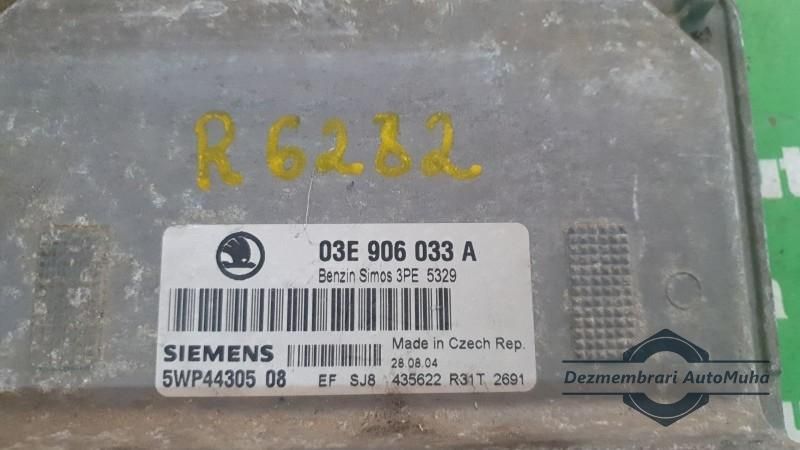 R 6282
03E 906 033 A
Benzin Simos 3PE 5329
SIEMENS
Made in Czech Rep.
28.08.04
5WP44305 08
EF SJ8 435622 R31T 2691
Dezmembrari AutoMuha